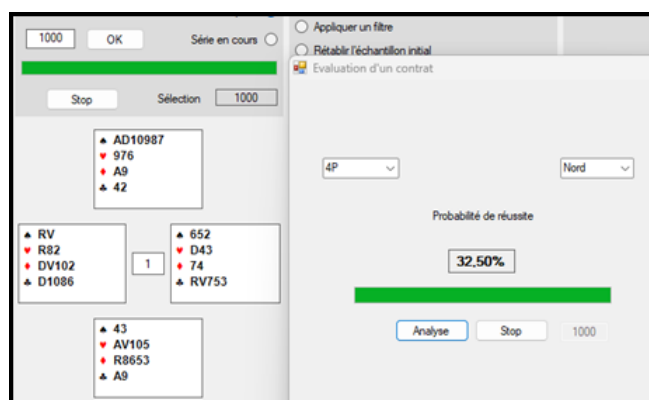 1000 OK Série en cours
Stop Sélection 1000
Appliquer un filtre
Rétablir l'échantillon initial
Evaluation d'un contrat
♠ AD10987
♥ 976
♦ A9
♣ 42
♠ RV
♥ R82
♦ DV102
♣ D1086
1
♠ 652
♥ D43
♦ 74
♣ RV753
♠ 43
♥ AV105
♦ R8653
♣ A9
4P Nord
Probabilité de réussite
32,50%
Analyse Stop 1000